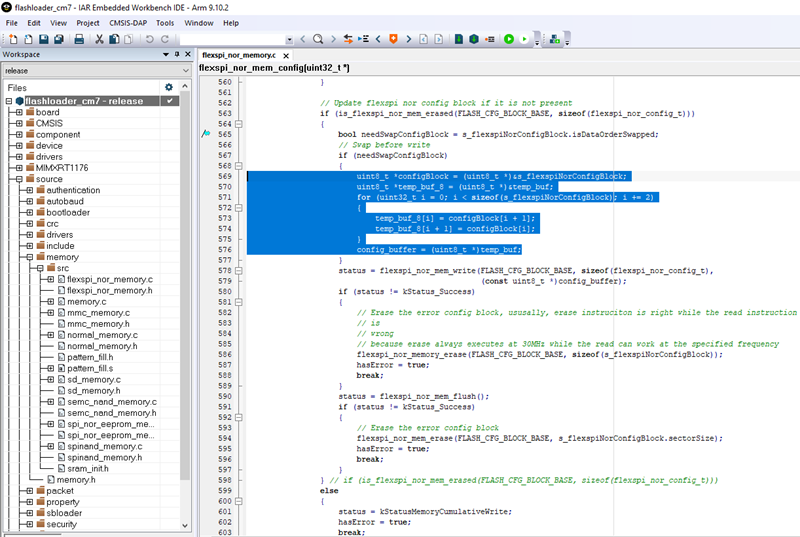 flashloader_cm7 - IAR Embedded Workbench IDE - Arm 9.10.2
File Edit View Project CMSIS-DAP Tools Window Help
Workspace
release
Files
flashloader_cm7 - release
board
CMSIS
component
device
drivers
MIMXRT1176
source
authentication
autobaud
bootloader
crc
drivers
include
memory
src
flexspi_nor_memory.c
flexspi_nor_memory.h
memory.c
mmc_memory.c
mmc_memory.h
normal_memory.c
normal_memory.h
pattern_fill.h
pattern_fill.s
sd_memory.c
sd_memory.h
semc_nand_memory.c
semc_nand_memory.h
spi_nor_eeprom_me...
spi_nor_eeprom_me...
spinand_memory.c
spinand_memory.h
sram_init.h
memory.h
packet
property
sbloader
security
flexspi_nor_memory.c
flexspi_nor_mem_config(uint32_t *)
560 }
561
562 // Update flexspi nor config block if it is not present
563 if (is_flexspi_nor_mem_erased(FLASH_CFG_BLOCK_BASE, sizeof(flexspi_nor_config_t)))
564 {
565 bool needSwapConfigBlock = s_flexspiNorConfigBlock.isDataOrderSwapped;
566 // Swap before write
567 if (needSwapConfigBlock)
568 {
569 uint8_t *configBlock = (uint8_t *)&s_flexspiNorConfigBlock;
570 uint8_t *temp_buf_8 = (uint8_t *)&temp_buf;
571 for (uint32_t i = 0; i < sizeof(s_flexspiNorConfigBlock); i += 2)
572 {
573 temp_buf_8[i] = configBlock[i + 1];
574 temp_buf_8[i + 1] = configBlock[i];
575 }
576 config_buffer = (uint8_t *)temp_buf;
577 }
578 status = flexspi_nor_mem_write(FLASH_CFG_BLOCK_BASE, sizeof(flexspi_nor_config_t),
579 (const uint8_t *)config_buffer);
580 if (status != kStatus_Success)
581 {
582 // Erase the error config block, ususally, erase instruciton is right while the read instruction
583 // is
584 // wrong
585 // because erase always executes at 30MHz while the read can work at the specified frequency
586 flexspi_nor_memory_erase(FLASH_CFG_BLOCK_BASE, sizeof(s_flexspiNorConfigBlock));
587 hasError = true;
588 break;
589 }
590 status = flexspi_nor_mem_flush();
591 if (status != kStatus_Success)
592 {
593 // Erase the error config block
594 flexspi_nor_mem_erase(FLASH_CFG_BLOCK_BASE, s_flexspiNorConfigBlock.sectorSize);
595 hasError = true;
596 break;
597 }
598 } // if (is_flexspi_nor_mem_erased(FLASH_CFG_BLOCK_BASE, sizeof(flexspi_nor_config_t)))
599 else
600 {
601 status = kStatusMemoryCumulativeWrite;
602 hasError = true;
603 break;